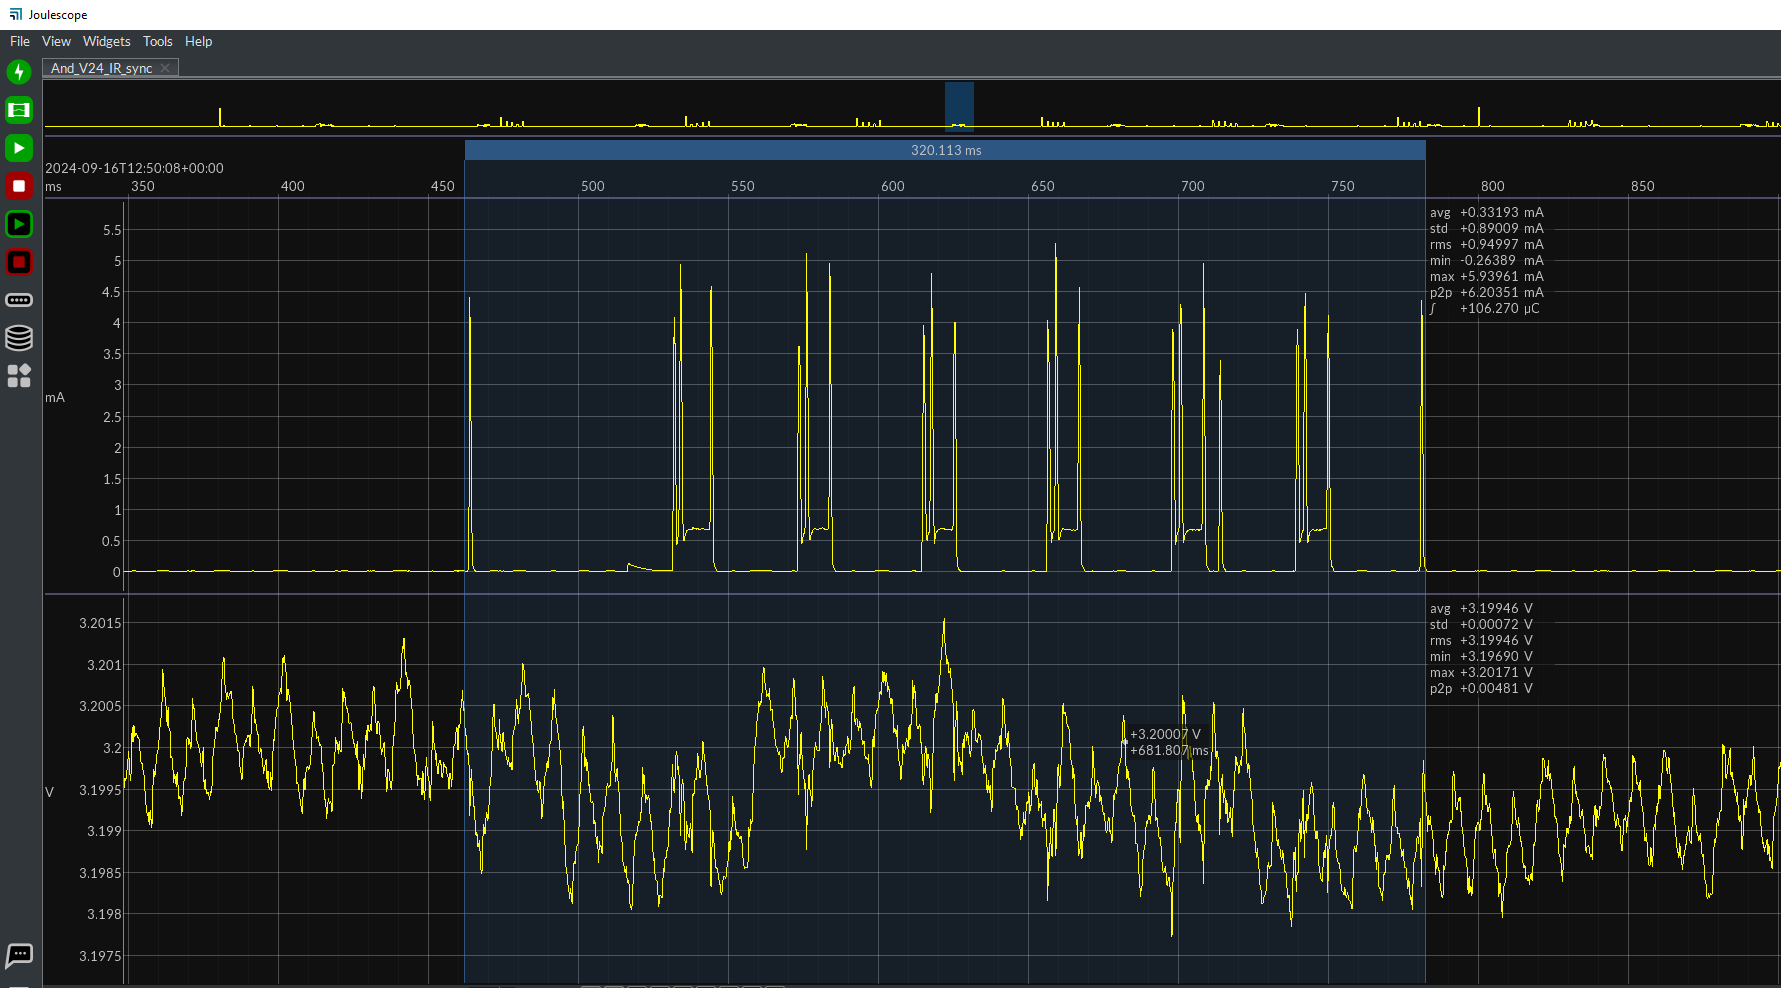 Joulescope
File View Widgets Tools Help
And_V24_IR_sync
320.113 ms
2024-09-16T12:50:08+00:00
ms 350 400 450 500 550 600 650 700 750 800 850
avg +0.33193 mA
std +0.89009 mA
rms +0.94997 mA
min -0.26389 mA
max +5.93961 mA
p2p +6.20351 mA
∫ +106.270 µC
5.5
5
4.5
4
3.5
3
mA
2.5
2
1.5
1
0.5
0
avg +3.19946 V
std +0.00072 V
rms +3.19946 V
min +3.19690 V
max +3.20171 V
p2p +0.00481 V
3.2015
3.201
3.2005
+3.20007 V
+681.807 ms
3.2
V
3.1995
3.199
3.1985
3.198
3.1975